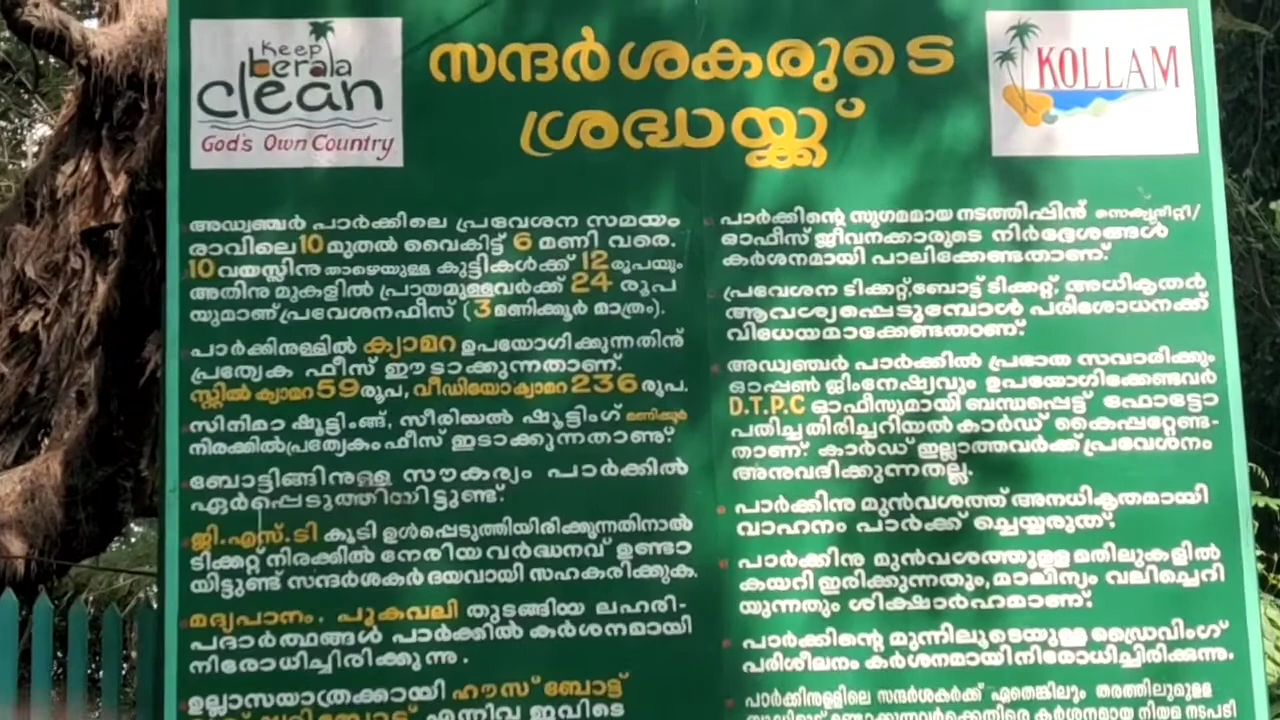 Keep
kerala
clean
God's Own Country
സന്ദർശകരുടെ
ശ്രദ്ധയ്ക്ക്
KOLLAM
അഡ്വഞ്ചർ പാർക്കിലെ പ്രവേശന സമയം
രാവിലെ 10 മുതൽ വൈകിട്ട് 6 മണി വരെ.
10 വയസ്സിനു താഴെയുള്ള കുട്ടികൾക്ക് 12 രൂപയും
അതിനു മുകളിൽ പ്രായമുള്ളവർക്ക് 24 രൂപ
യുമാണ് പ്രവേശനഫീസ് (3 മണിക്കൂർ മാത്രം).
പാർക്കിനുള്ളിൽ ക്യാമറ ഉപയോഗിക്കുന്നതിന്
പ്രത്യേക ഫീസ് ഈടാക്കുന്നതാണ്.
സ്റ്റിൽ ക്യാമറ 59 രൂപ, വീഡിയോ ക്യാമറ 236 രൂപ.
സിനിമാ ഷൂട്ടിംങ്ങ്, സീരിയൽ ഷൂട്ടിംഗ് മണിക്കൂർ
നിരക്കിൽ പ്രത്യേകം ഫീസ് ഇടാക്കുന്നതാണ്.
ബോട്ടിങ്ങിനുള്ള സൗകര്യം പാർക്കിൽ
ഏർപ്പെടുത്തിയിട്ടുണ്ട്.
ജി.എസ്.ടി കൂടി ഉൾപ്പെടുത്തിയിരിക്കുന്നതിനാൽ
ടിക്കറ്റ് നിരക്കിൽ നേരിയ വർദ്ധനവ് ഉണ്ടാ
യിട്ടുണ്ട് സന്ദർശകർ ദയവായി സഹകരിക്കുക.
മദ്യപാനം, പുകവലി തുടങ്ങിയ ലഹരി-
പദാർത്ഥങ്ങൾ പാർക്കിൽ കർശനമായി
നിരോധിച്ചിരിക്കുന്നു.
ഉല്ലാസയാത്രക്കായി ഹൗസ് ബോട്ട്
എന്നിവ ഇവിടെ
പാർക്കിന്റെ സുഗമമായ നടത്തിപ്പിന് സെക്യൂരിറ്റി/
ഓഫീസ് ജീവനക്കാരുടെ നിർദ്ദേശങ്ങൾ
കർശനമായി പാലിക്കേണ്ടതാണ്.
പ്രവേശന ടിക്കറ്റ്, ബോട്ട് ടിക്കറ്റ്, അധികൃതർ
ആവശ്യപ്പെടുമ്പോൾ പരിശോധനക്ക്
വിധേയമാക്കേണ്ടതാണ്.
അഡ്വഞ്ചർ പാർക്കിൽ പ്രഭാത സവാരിക്കും
ഓപ്പൺ ജിംനേഷ്യവും ഉപയോഗിക്കേണ്ടവർ
D.T.P.C ഓഫീസുമായി ബന്ധപ്പെട്ട് ഫോട്ടോ
പതിച്ച തിരിച്ചറിയൽ കാർഡ് കൈപ്പറ്റേണ്ട-
താണ്. കാർഡ് ഇല്ലാത്തവർക്ക് പ്രവേശനം
അനുവദിക്കുന്നതല്ല.
പാർക്കിനു മുൻവശത്ത് അനധികൃതമായി
വാഹനം പാർക്ക് ചെയ്യരുത്.
പാർക്കിനു മുൻവശത്തുള്ള മതിലുകളിൽ
കയറി ഇരിക്കുന്നതും, മാലിന്യം വലിച്ചെറി
യുന്നതും ശിക്ഷാർഹമാണ്.
പാർക്കിന്റെ മുന്നിലൂടെയുള്ള ഡ്രൈവിംഗ്
പരിശീലനം കർശനമായി നിരോധിച്ചിരിക്കുന്നു.
പാർക്കിനുള്ളിലെ സന്ദർശകർക്ക് ഏതെങ്കിലും തരത്തിലുമുള്ള
കർശനമായ നിയമ നടപടി